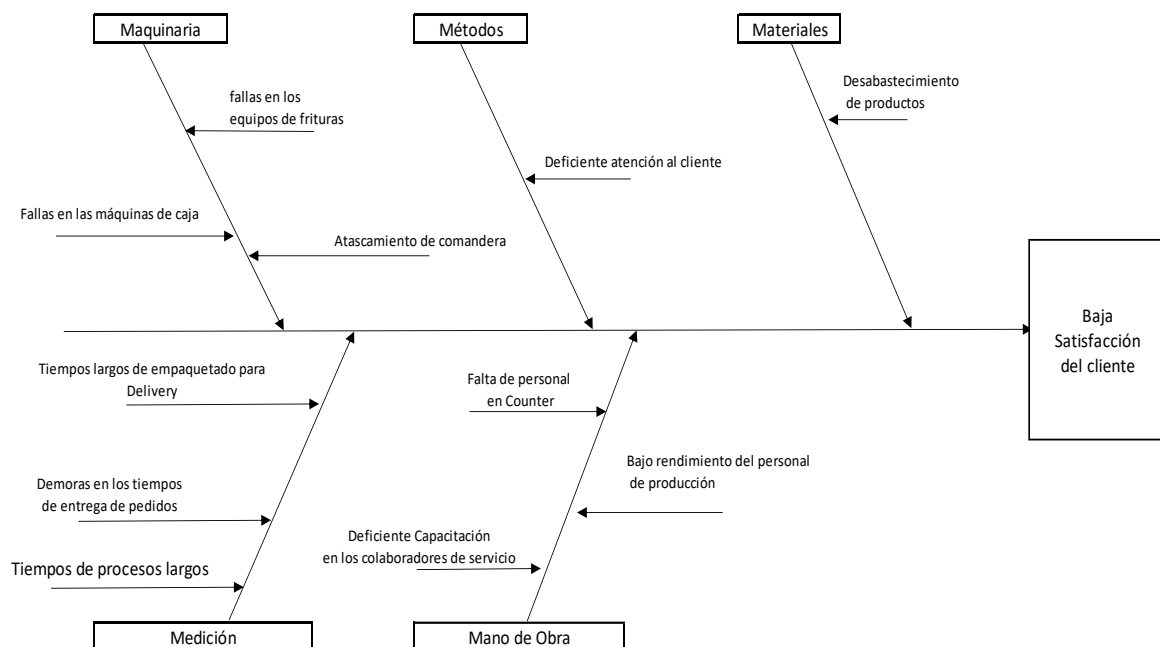 Maquinaria
Métodos
Materiales
fallas en los
equipos de frituras
Desabastecimiento
de productos
Deficiente atención al cliente
Fallas en las máquinas de caja
Atascamiento de comandera
Baja
Satisfacción
del cliente
Tiempos largos de empaquetado para
Delivery
Falta de personal
en Counter
Bajo rendimiento del personal
de producción
Demoras en los tiempos
de entrega de pedidos
Deficiente Capacitación
en los colaboradores de servicio
Tiempos de procesos largos
Medición
Mano de Obra